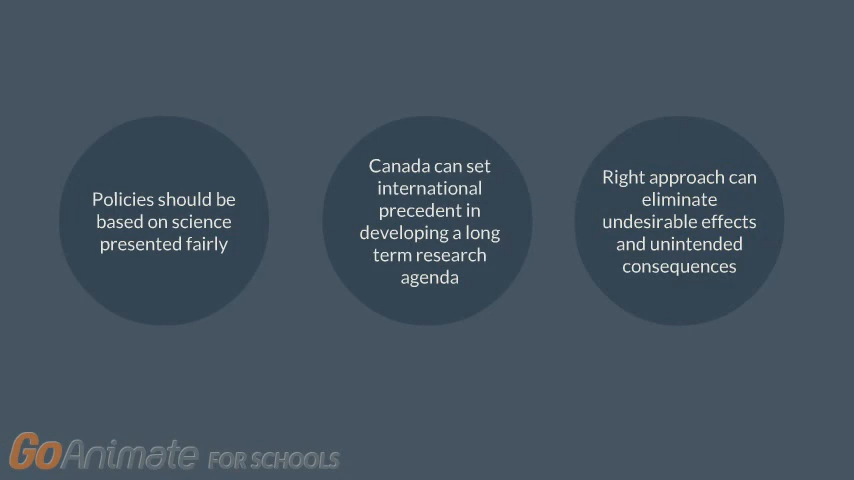 Policies should be
based on science
presented fairly
Canada can set
international
precedent in
developing a long
term research
agenda
Right approach can
eliminate
undesirable effects
and unintended
consequences
GoAnimate FOR SCHOOLS